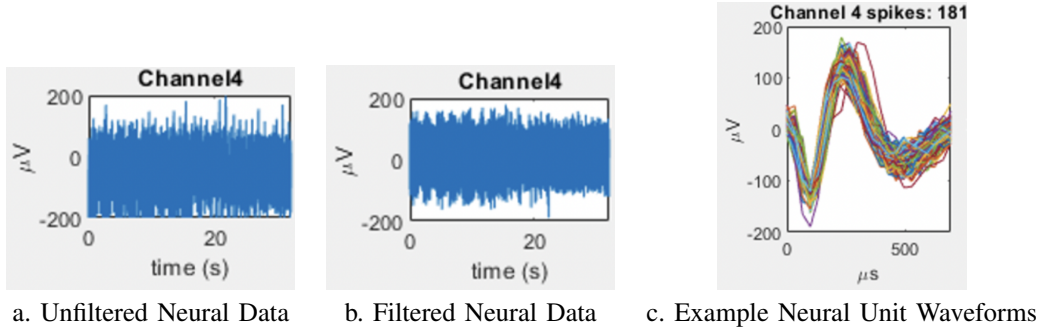 Channel4
200
0
-200
μV
0
20
time (s)
a. Unfiltered Neural Data
Channel4
200
0
-200
μV
0
20
time (s)
b. Filtered Neural Data
Channel 4 spikes: 181
200
100
0
-100
-200
μV
0
500
μs
c. Example Neural Unit Waveforms